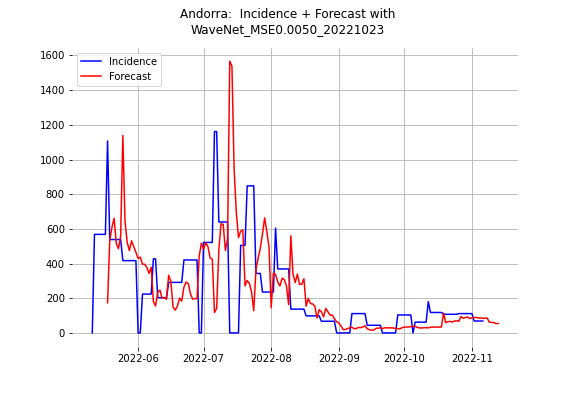 Andorra:  Incidence + Forecast with
WaveNet_MSE0.0050_20221023
Incidence
Forecast
1600
1400
1200
1000
800
600
400
200
0
2022-06 2022-07 2022-08 2022-09 2022-10 2022-11